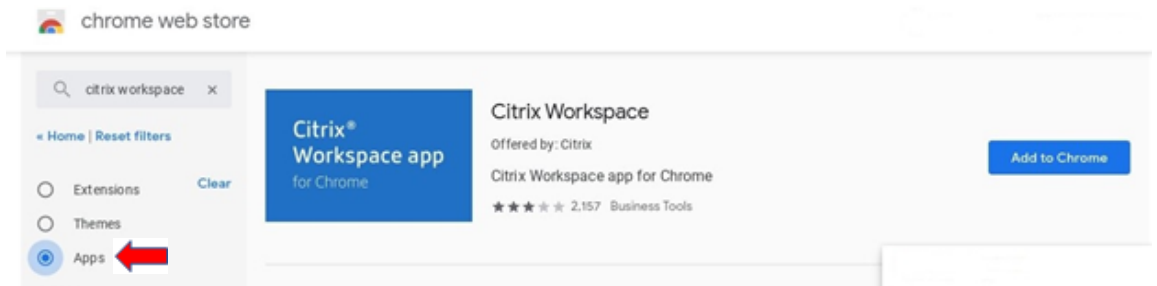 chrome web store
citrix workspace ×
« Home | Reset filters
Extensions
Clear
Themes
Apps
Citrix®
Workspace app
for Chrome
Citrix Workspace
Offered by: Citrix
Citrix Workspace app for Chrome
2,157 Business Tools
Add to Chrome